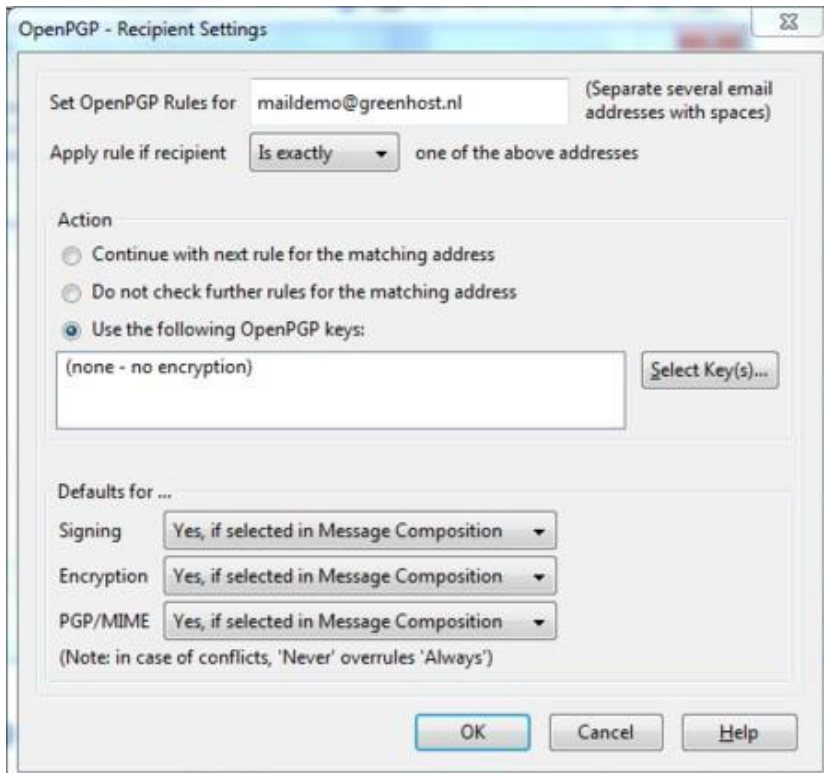 OpenPGP - Recipient Settings
Set OpenPGP Rules for maildemo@greenhost.nl (Separate several email addresses with spaces)
Apply rule if recipient Is exactly one of the above addresses
Action
Continue with next rule for the matching address
Do not check further rules for the matching address
Use the following OpenPGP keys:
(none - no encryption)
Select Key(s)...
Defaults for ...
Signing Yes, if selected in Message Composition
Encryption Yes, if selected in Message Composition
PGP/MIME Yes, if selected in Message Composition
(Note: in case of conflicts, 'Never' overrules 'Always')
OK Cancel Help